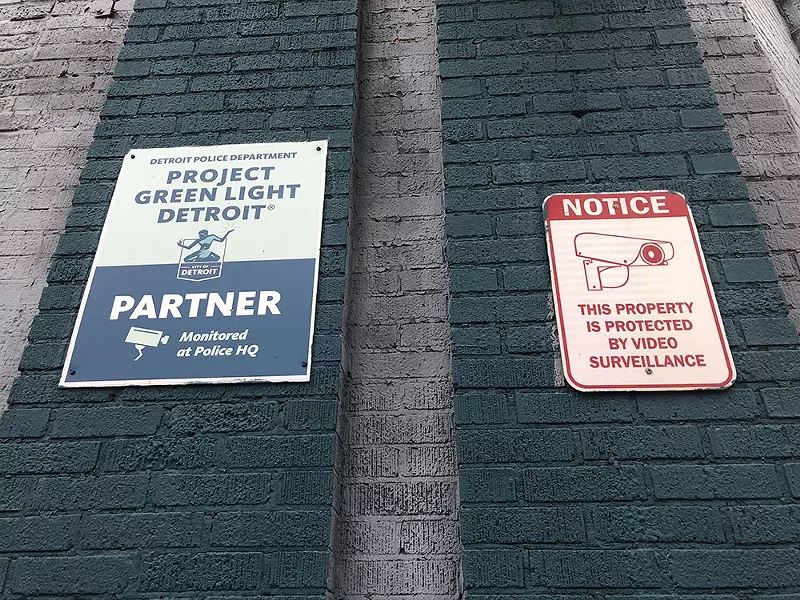 DETROIT POLICE DEPARTMENT
PROJECT
GREEN LIGHT
DETROIT®
CITY OF
DETROIT
PARTNER
Monitored
at Police HQ
NOTICE
THIS PROPERTY
IS PROTECTED
BY VIDEO
SURVEILLANCE